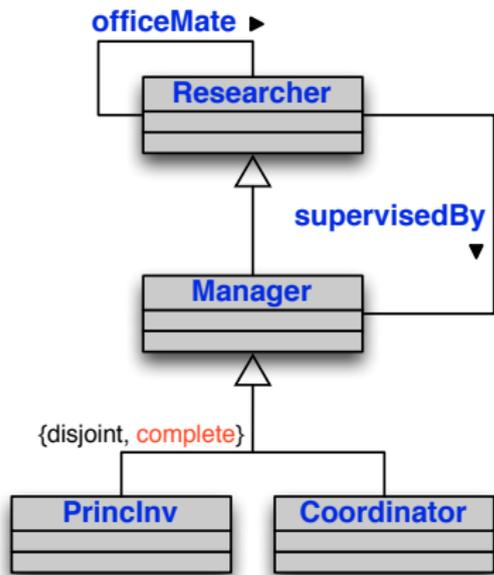 officeMate ►
Researcher
supervisedBy
▼
Manager
{disjoint, complete}
PrincInv
Coordinator